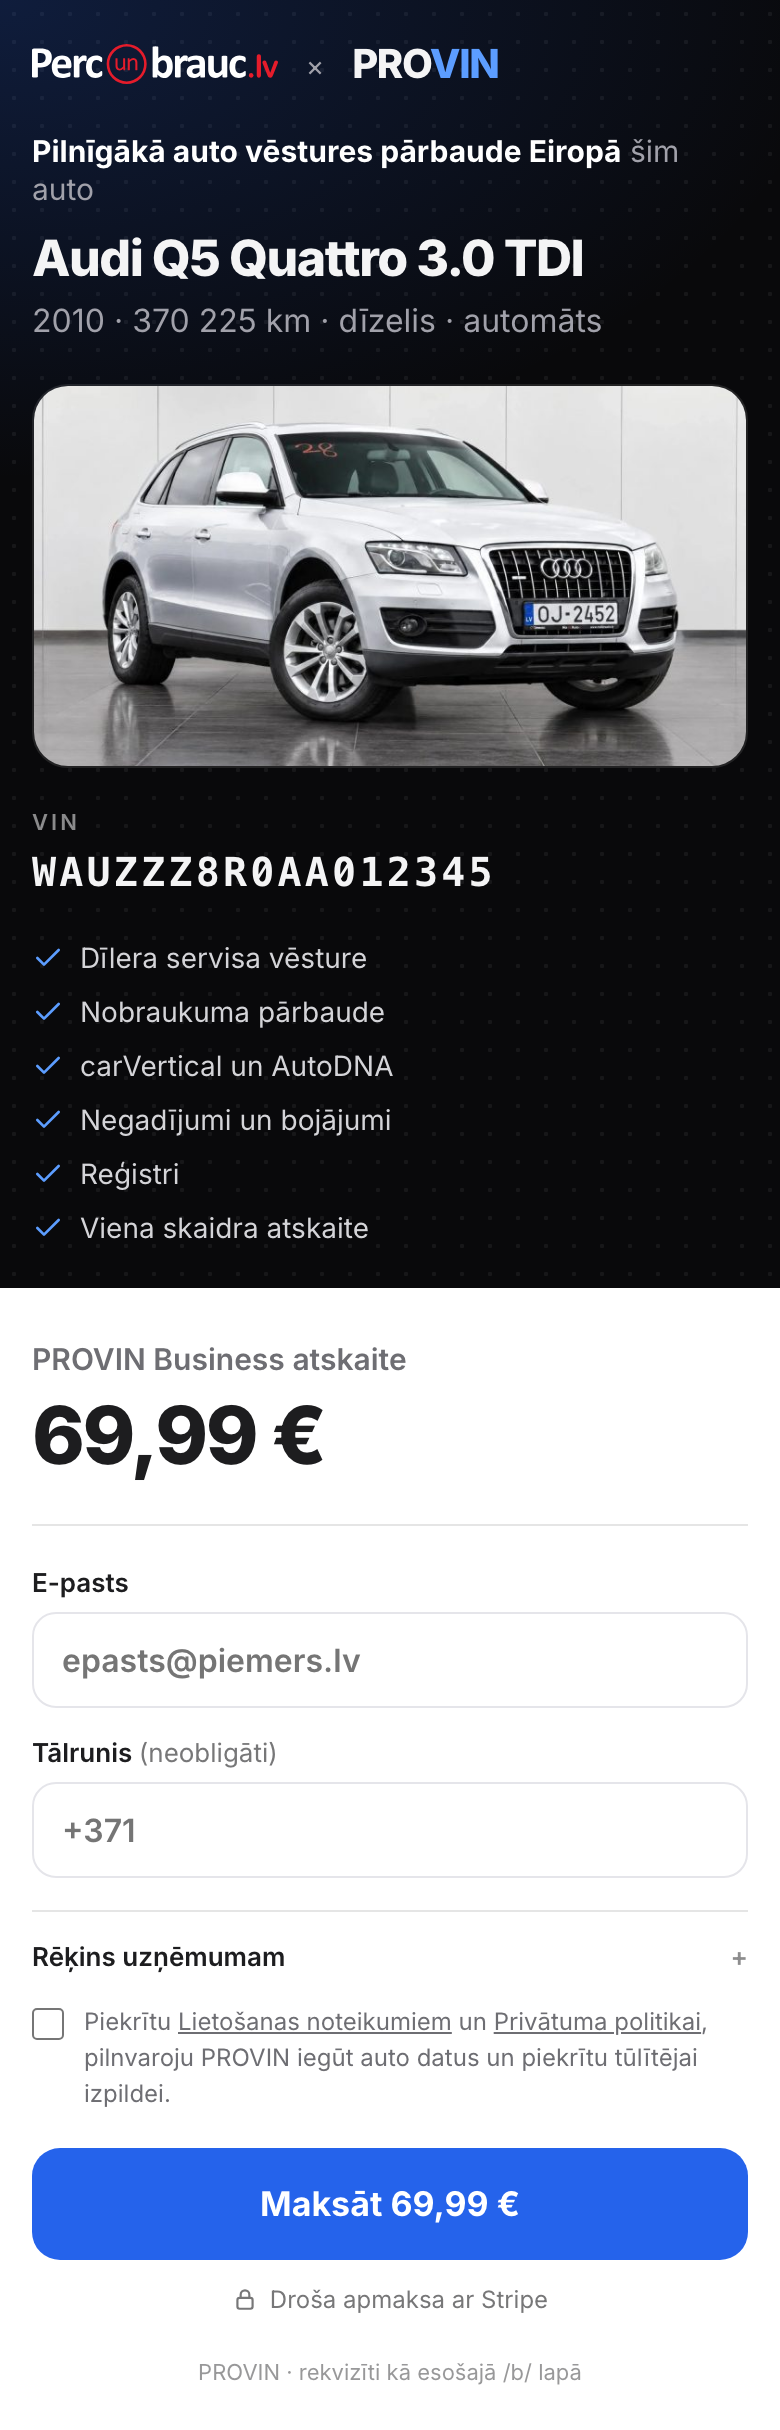 Perc un brauc.lv × PROVIN
Pilnīgākā auto vēstures pārbaude Eiropā šim
auto
Audi Q5 Quattro 3.0 TDI
2010 · 370 225 km · dīzelis · automāts
28
LV OJ-2452
VIN
WAUZZZ8R0AA012345
Dīlera servisa vēsture
Nobraukuma pārbaude
carVertical un AutoDNA
Negadījumi un bojājumi
Reģistri
Viena skaidra atskaite
PROVIN Business atskaite
69,99 €
E-pasts
epasts@piemers.lv
Tālrunis (neobligāti)
+371
Rēķins uzņēmumam +
Piekrītu Lietošanas noteikumiem un Privātuma politikai,
pilnvaroju PROVIN iegūt auto datus un piekrītu tūlītējai
izpildei.
Maksāt 69,99 €
Droša apmaksa ar Stripe
PROVIN · rekvizīti kā esošajā /b/ lapā